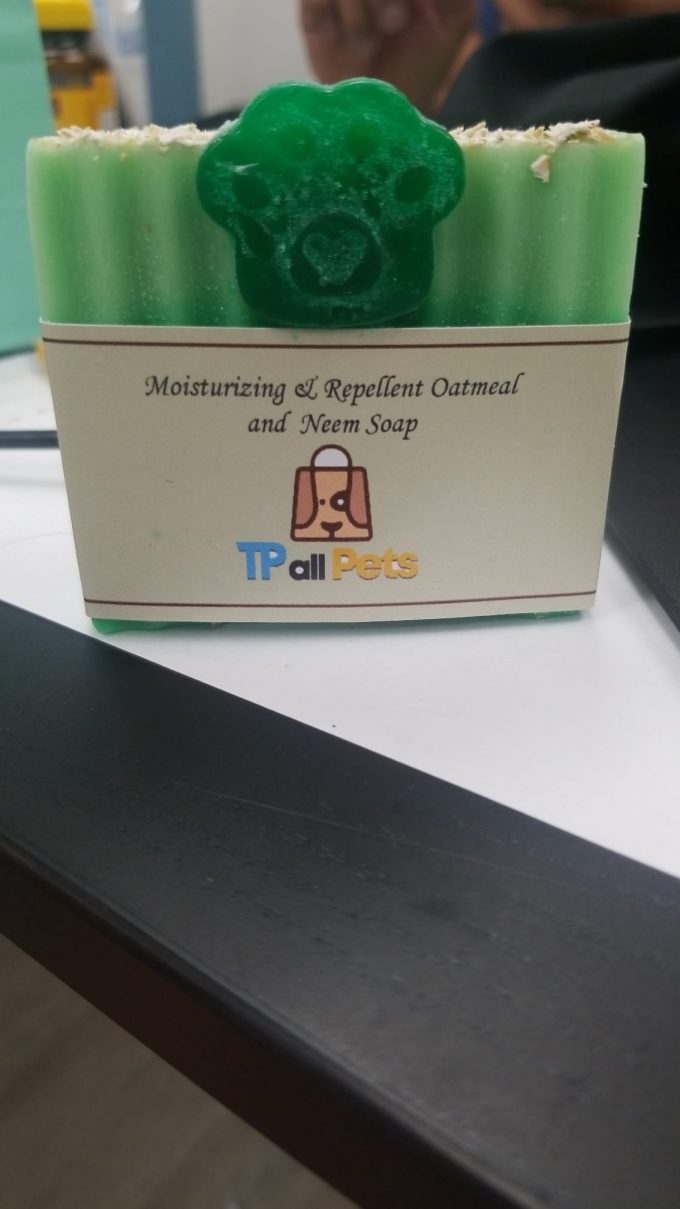 Moisturizing & Repellent Oatmeal
and Neem Soap
TP all Pets